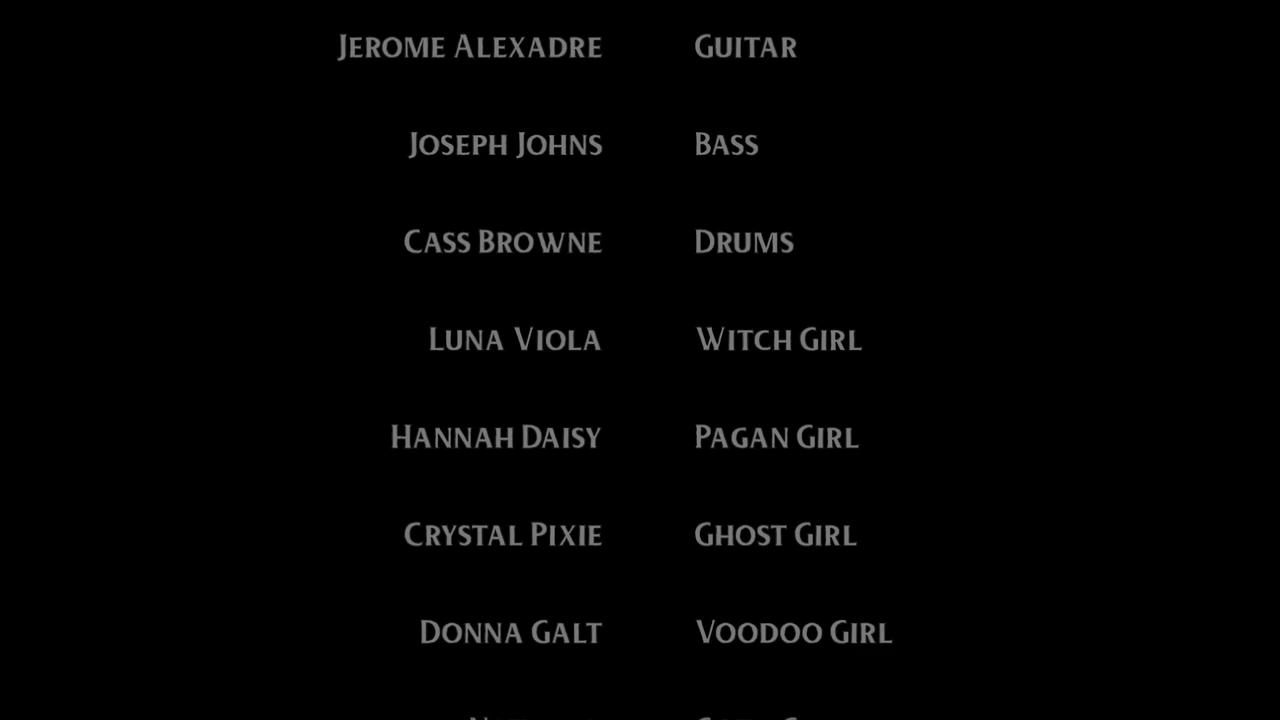 Jerome Alexadre Guitar
Joseph Johns Bass
Cass Browne Drums
Luna Viola Witch Girl
Hannah Daisy Pagan Girl
Crystal Pixie Ghost Girl
Donna Galt Voodoo Girl